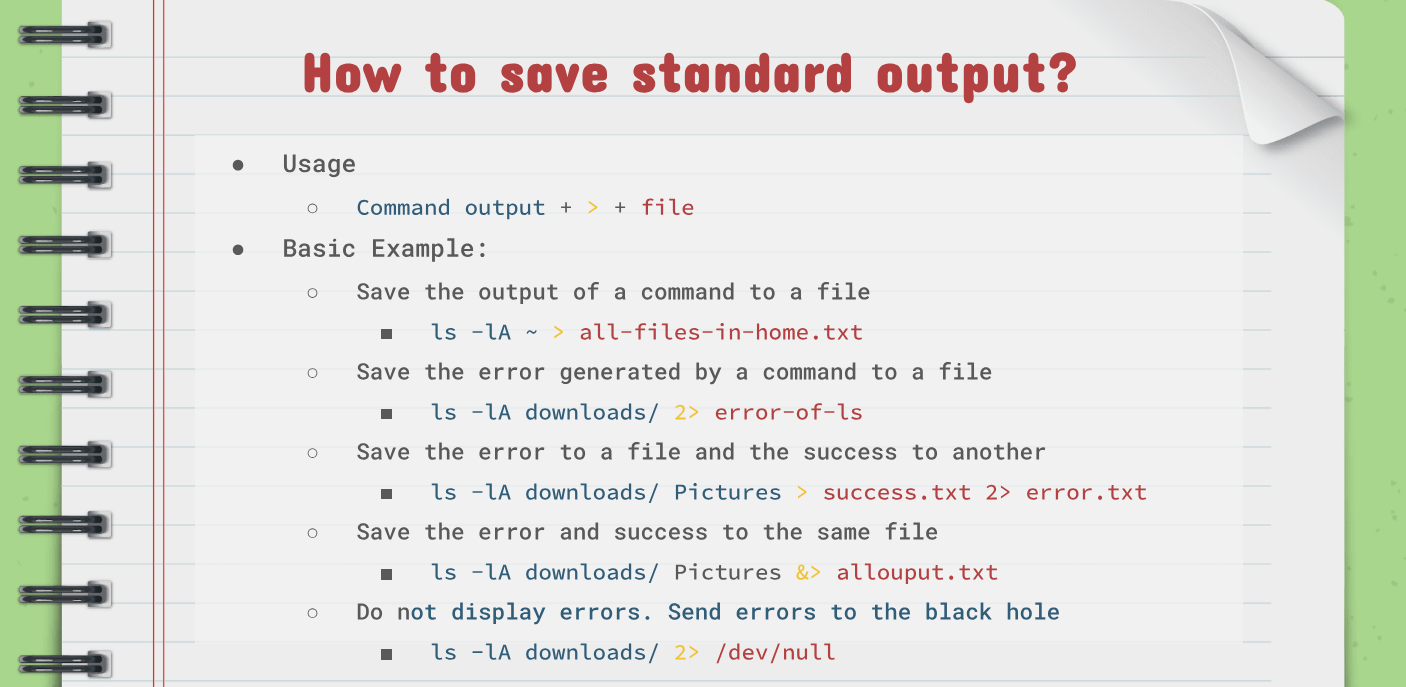 How to save standard output?
● Usage
○ Command output + > + file
● Basic Example:
○ Save the output of a command to a file
■ ls -lA ~ > all-files-in-home.txt
○ Save the error generated by a command to a file
■ ls -lA downloads/ 2> error-of-ls
○ Save the error to a file and the success to another
■ ls -lA downloads/ Pictures > success.txt 2> error.txt
○ Save the error and success to the same file
■ ls -lA downloads/ Pictures &> allouput.txt
○ Do not display errors. Send errors to the black hole
■ ls -lA downloads/ 2> /dev/null